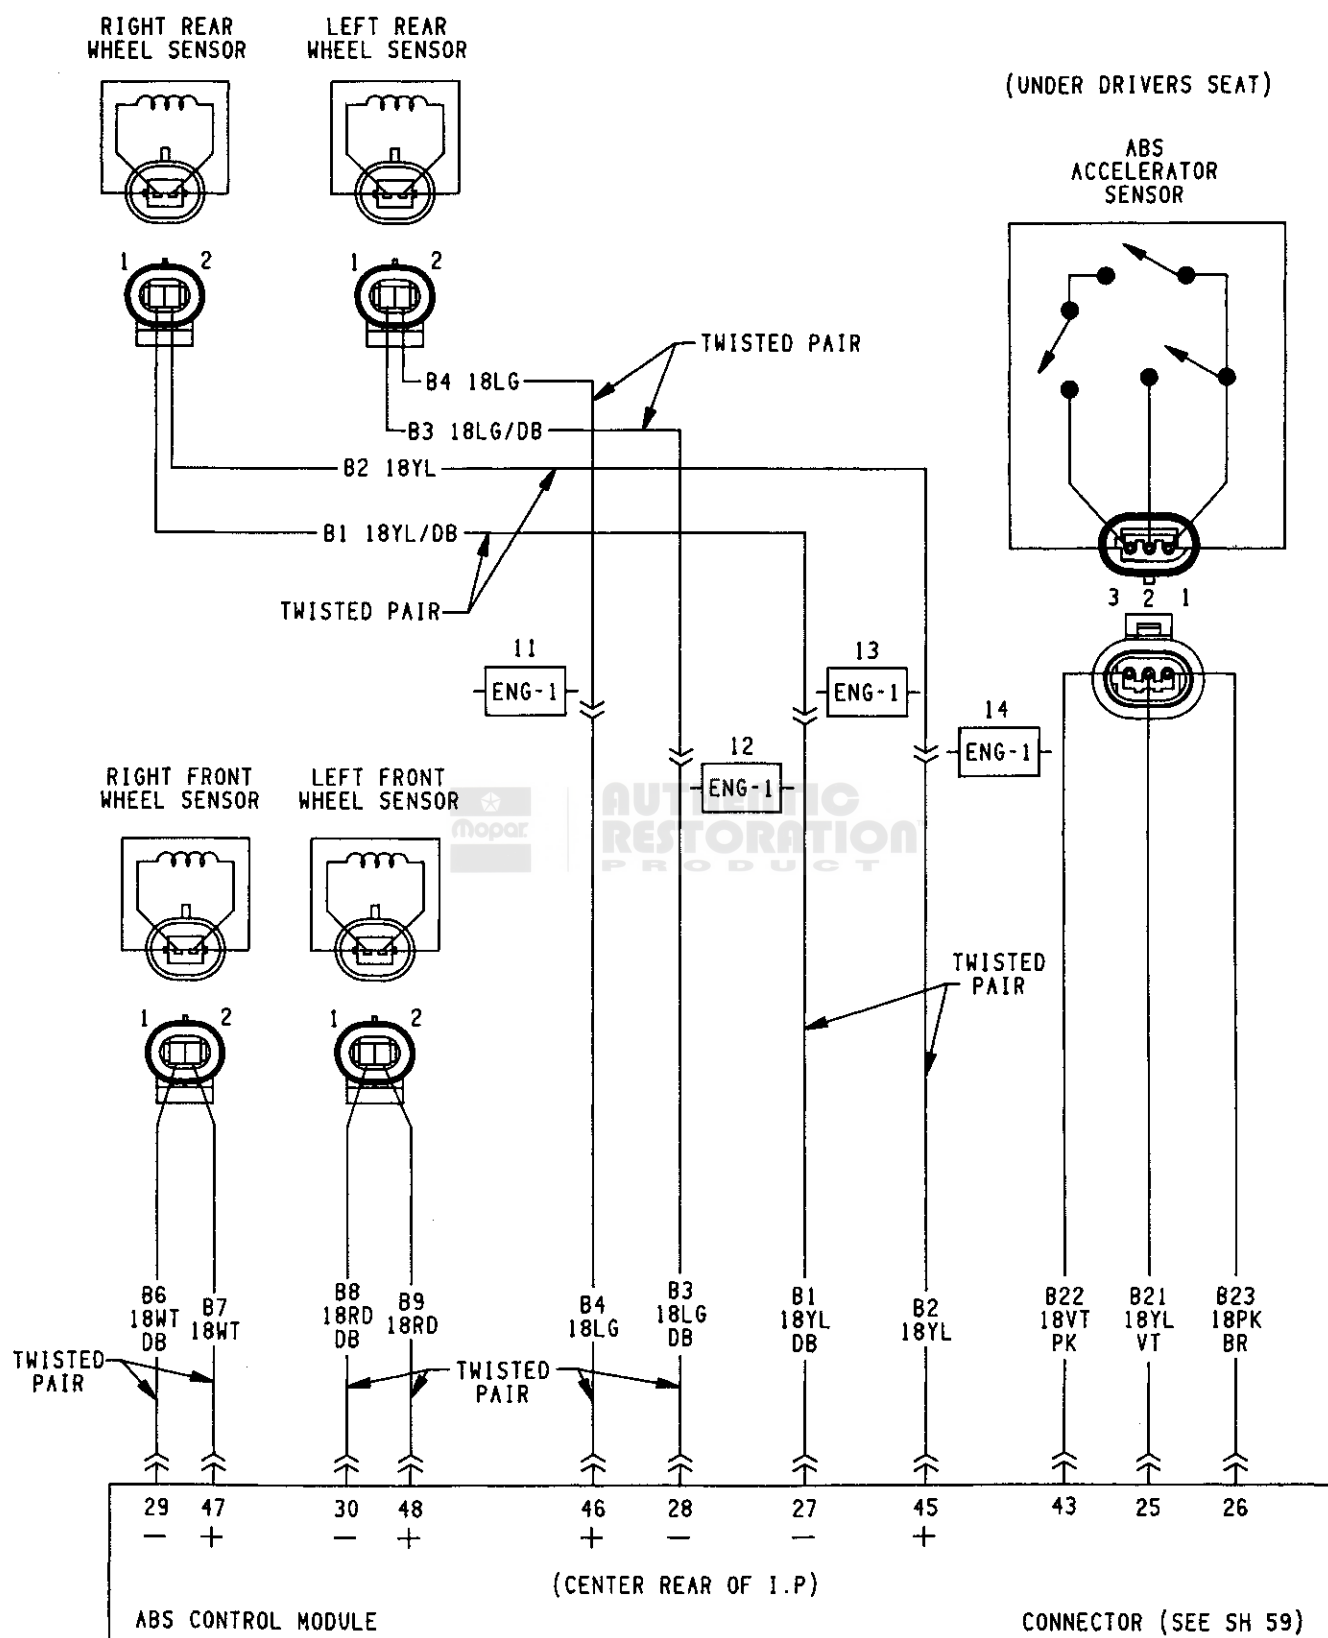 RIGHT REAR
WHEEL SENSOR
LEFT REAR
WHEEL SENSOR
(UNDER DRIVERS SEAT)
ABS
ACCELERATOR
SENSOR
1 2
1 2
TWISTED PAIR
B4 18LG
B3 18LG/DB
B2 18YL
B1 18YL/DB
TWISTED PAIR
3 2 1
11
ENG-1
13
ENG-1
14
ENG-1
12
ENG-1
RIGHT FRONT
WHEEL SENSOR
LEFT FRONT
WHEEL SENSOR
Mopar
AUTHENTIC
RESTORATION
PRODUCT
TWISTED
PAIR
1 2
1 2
B6
18WT
DB
B7
18WT
B8
18RD
DB
B9
18RD
B4
18LG
B3
18LG
DB
B1
18YL
DB
B2
18YL
B22
18VT
PK
B21
18YL
VT
B23
18PK
BR
TWISTED
PAIR
TWISTED
PAIR
29 47 30 48 46 28 27 45 43 25 26
− + − + + − − +
(CENTER REAR OF I.P)
ABS CONTROL MODULE
CONNECTOR (SEE SH 59)